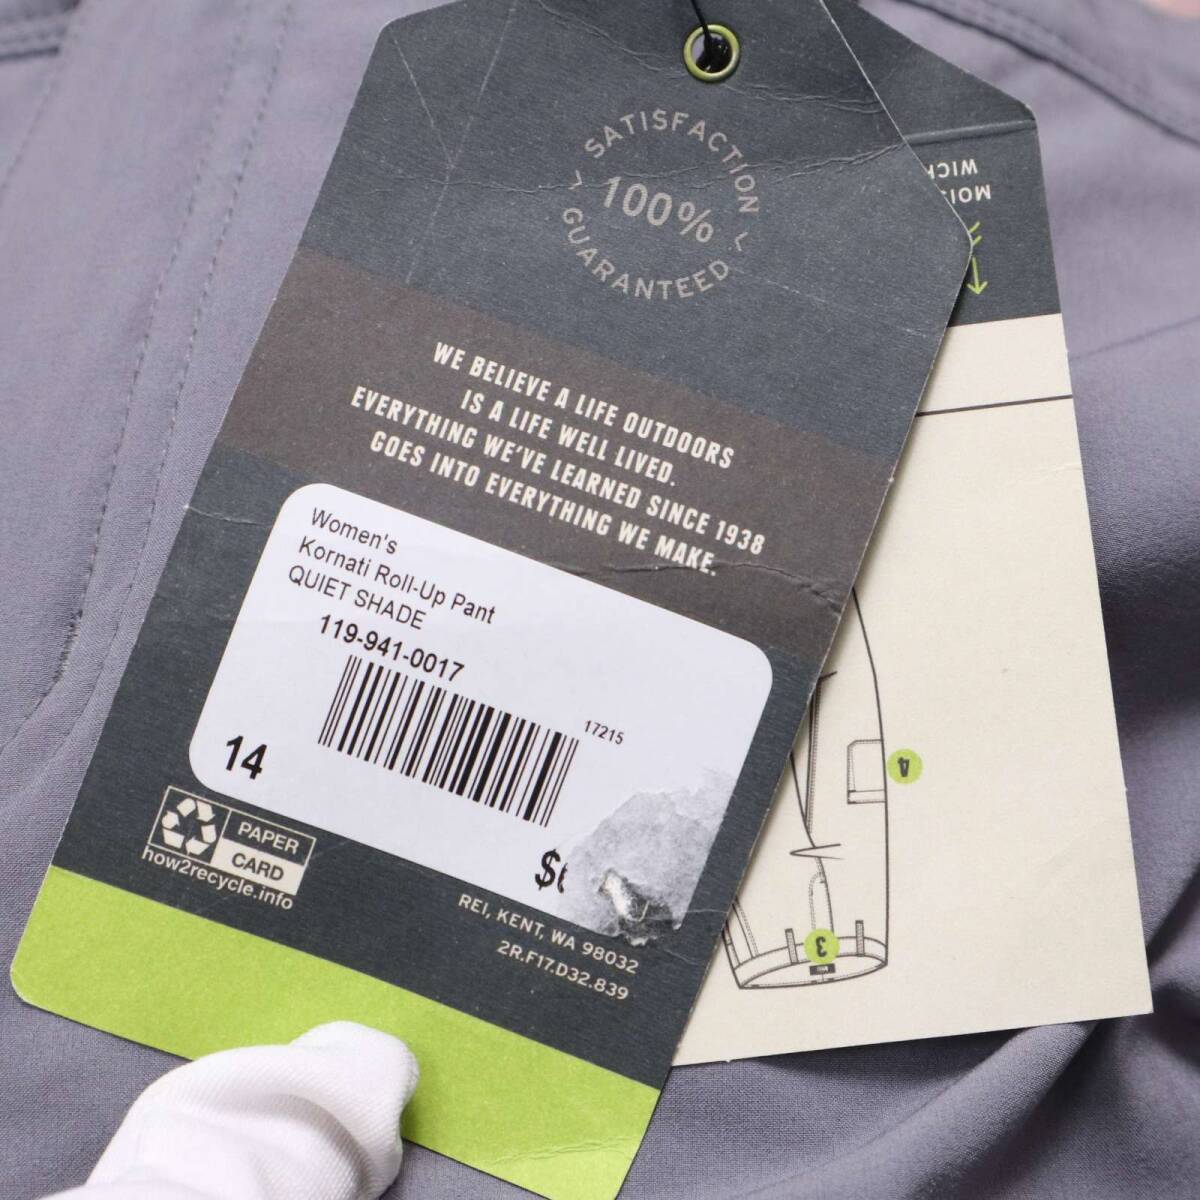 SATISFACTION
100%
GUARANTEED
WE BELIEVE A LIFE OUTDOORS
IS A LIFE WELL LIVED.
EVERYTHING WE'VE LEARNED SINCE 1938
GOES INTO EVERYTHING WE MAKE.
Women's
Kornati Roll-Up Pant
QUIET SHADE
119-941-0017
17215
14
$
PAPER
CARD
how2recycle.info
REI, KENT, WA 98032
2R.F17.D32.839
4
3